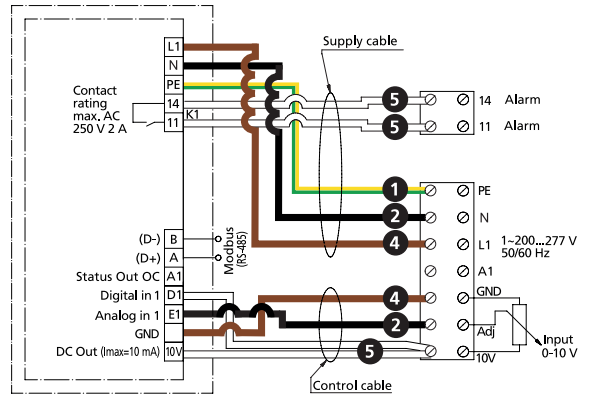 Supply cable
L1
N
PE
14
11
K1
Contact
rating
max. AC
250 V 2 A
5
14 Alarm
5
11 Alarm
1
PE
2
N
4
L1
1~200...277 V
50/60 Hz
A1
(D-) B
(D+) A
Modbus
(RS-485)
Status Out OC A1
Digital in 1 D1
Analog in 1 E1
GND
DC Out (Imax=10 mA) 10V
4
GND
2
Adj
5
10V
Input
0-10 V
Control cable